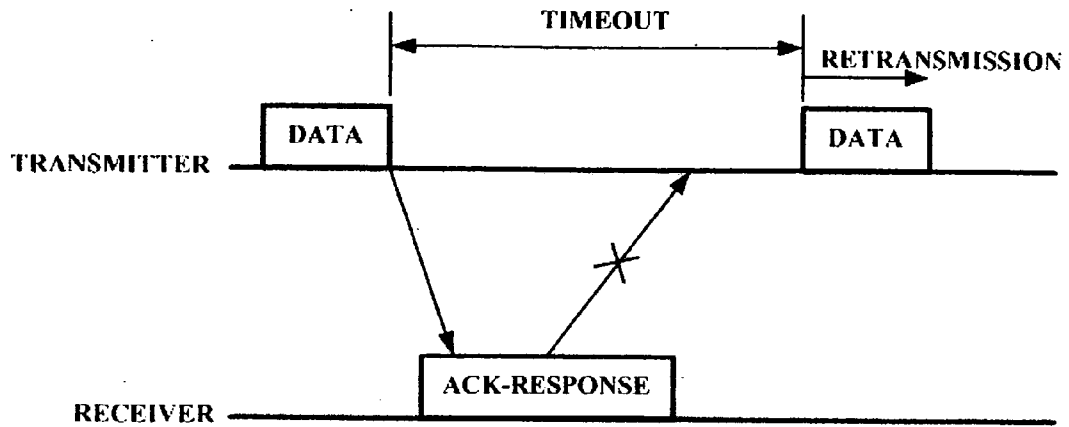 TIMEOUT
RETRANSMISSION
DATA
DATA
TRANSMITTER
ACK-RESPONSE
RECEIVER